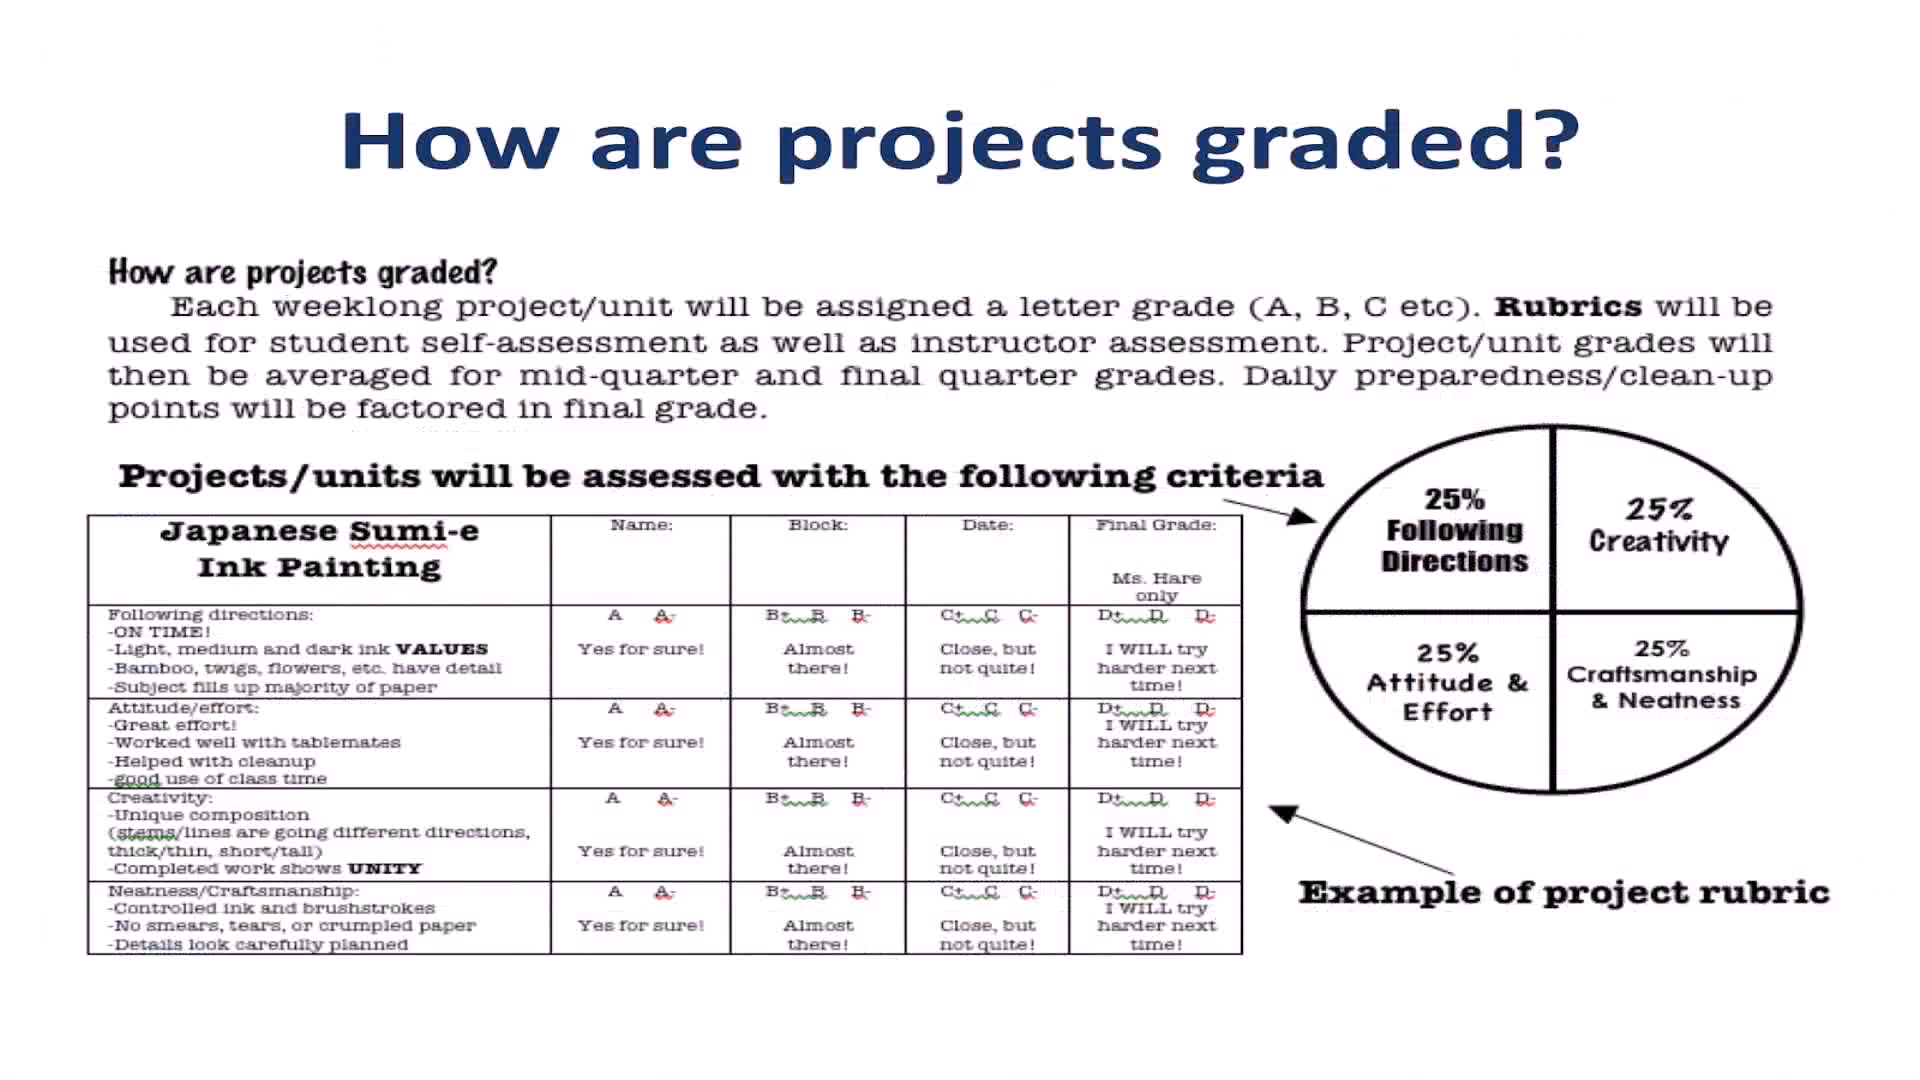 How are projects graded?
How are projects graded?
Each weeklong project/unit will be assigned a letter grade (A, B, C etc). Rubrics will be
used for student self-assessment as well as instructor assessment. Project/unit grades will
then be averaged for mid-quarter and final quarter grades. Daily preparedness/clean-up
points will be factored in final grade.
Projects/units will be assessed with the following criteria
25%
Following
Directions
25%
Creativity
25%
Attitude &
Effort
25%
Craftsmanship
& Neatness
Japanese Sumi-e
Ink Painting
Name:
Block:
Date:
Final Grade:
Ms. Hare
only
Following directions:
-ON TIME!
-Light, medium and dark ink VALUES
-Bamboo, twigs, flowers, etc. have detail
-Subject fills up majority of paper
A A-
Yes for sure!
B+ B B-
Almost
there!
C+ C C-
Close, but
not quite!
D+ D D-
I WILL try
harder next
time!
Attitude/effort:
-Great effort!
-Worked well with tablemates
-Helped with cleanup
-good use of class time
A A-
Yes for sure!
B+ B B-
Almost
there!
C+ C C-
Close, but
not quite!
D+ D D-
I WILL try
harder next
time!
Creativity:
-Unique composition
(stems/lines are going different directions,
thick/thin, short/tall)
-Completed work shows UNITY
A A-
Yes for sure!
B+ B B-
Almost
there!
C+ C C-
Close, but
not quite!
D+ D D-
I WILL try
harder next
time!
Neatness/Craftsmanship:
-Controlled ink and brushstrokes
-No smears, tears, or crumpled paper
-Details look carefully planned
A A-
Yes for sure!
B+ B B-
Almost
there!
C+ C C-
Close, but
not quite!
D+ D D-
I WILL try
harder next
time!
Example of project rubric